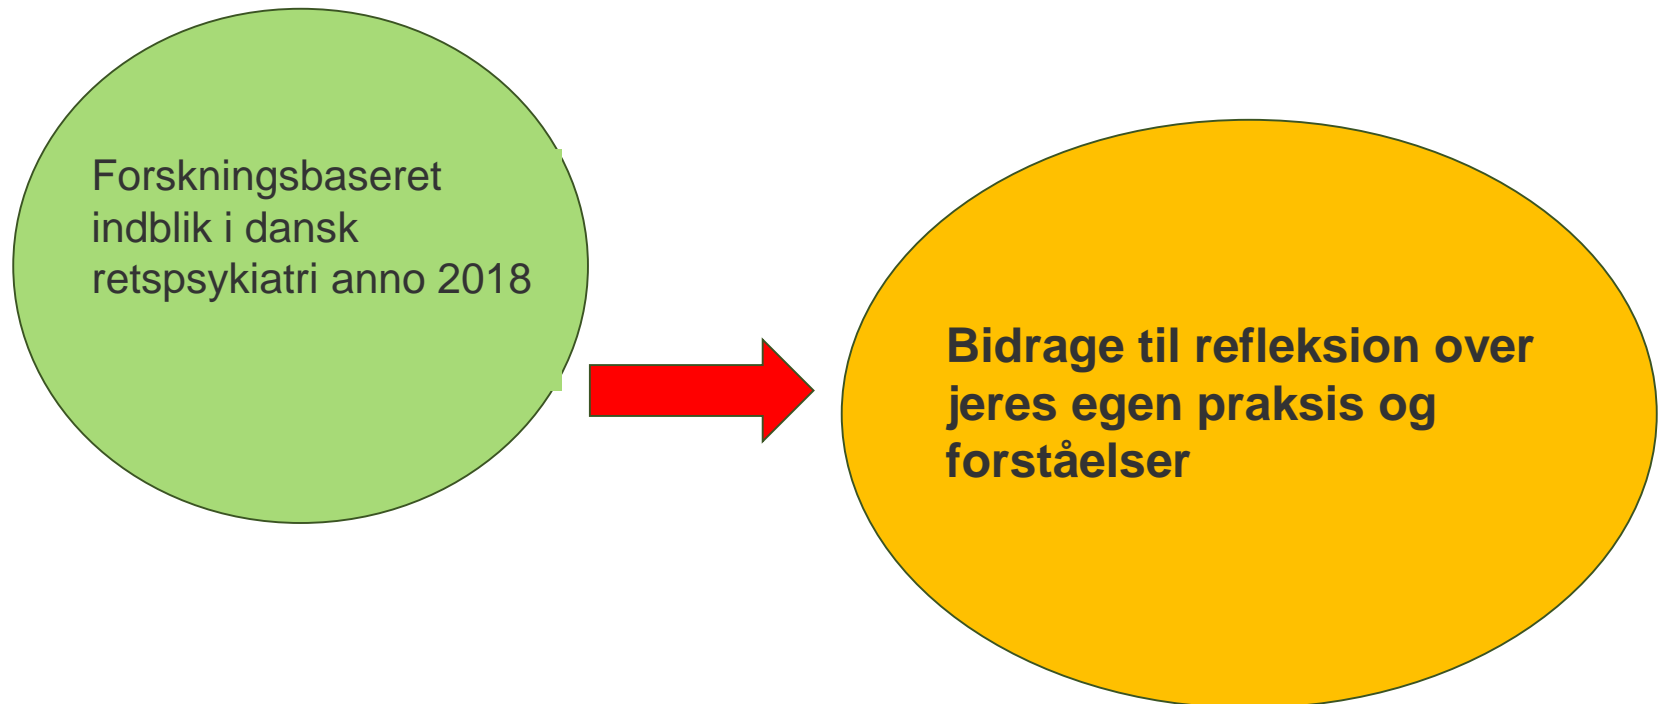 Forskningsbaseret
indblik i dansk
retspsykiatri anno 2018
Bidrage til refleksion over
jeres egen praksis og
forståelser